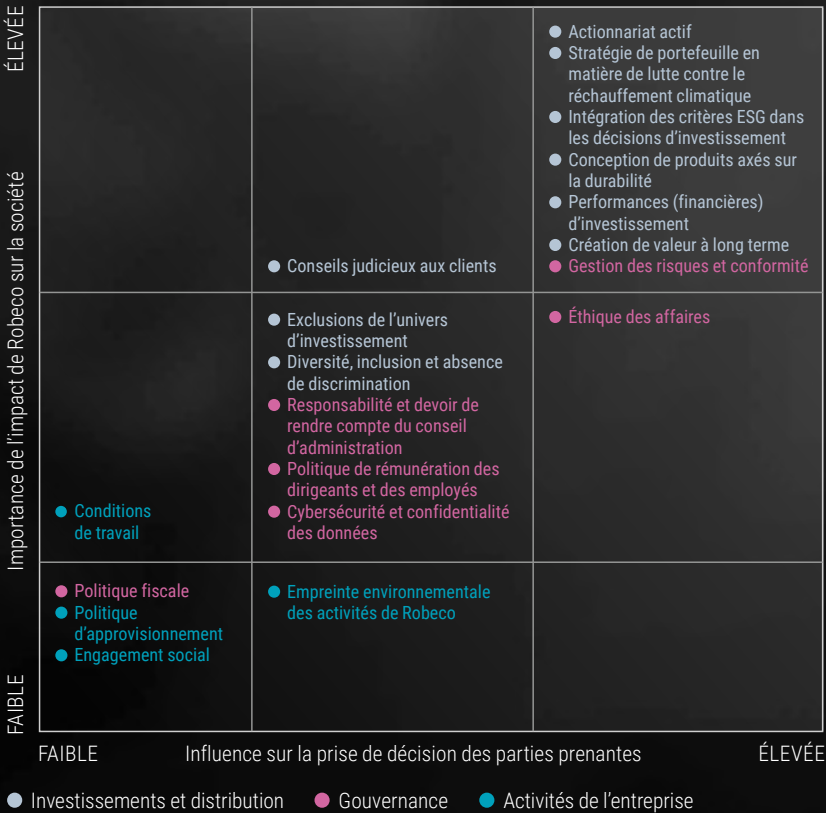 ÉLEVÉE
Importance de l'impact de Robeco sur la société
FAIBLE
Actionnariat actif
Stratégie de portefeuille en
matière de lutte contre le
réchauffement climatique
Intégration des critères ESG dans
les décisions d'investissement
Conception de produits axés sur
la durabilité
Performances (financières)
d'investissement
Création de valeur à long terme
Gestion des risques et conformité
Conseils judicieux aux clients
Exclusions de l'univers
d'investissement
Diversité, inclusion et absence
de discrimination
Responsabilité et devoir de
rendre compte du conseil
d'administration
Politique de rémunération des
dirigeants et des employés
Cybersécurité et confidentialité
des données
Éthique des affaires
Conditions
de travail
Politique fiscale
Politique
d'approvisionnement
Engagement social
Empreinte environnementale
des activités de Robeco
FAIBLE
Influence sur la prise de décision des parties prenantes
ÉLEVÉE
Investissements et distribution
Gouvernance
Activités de l'entreprise